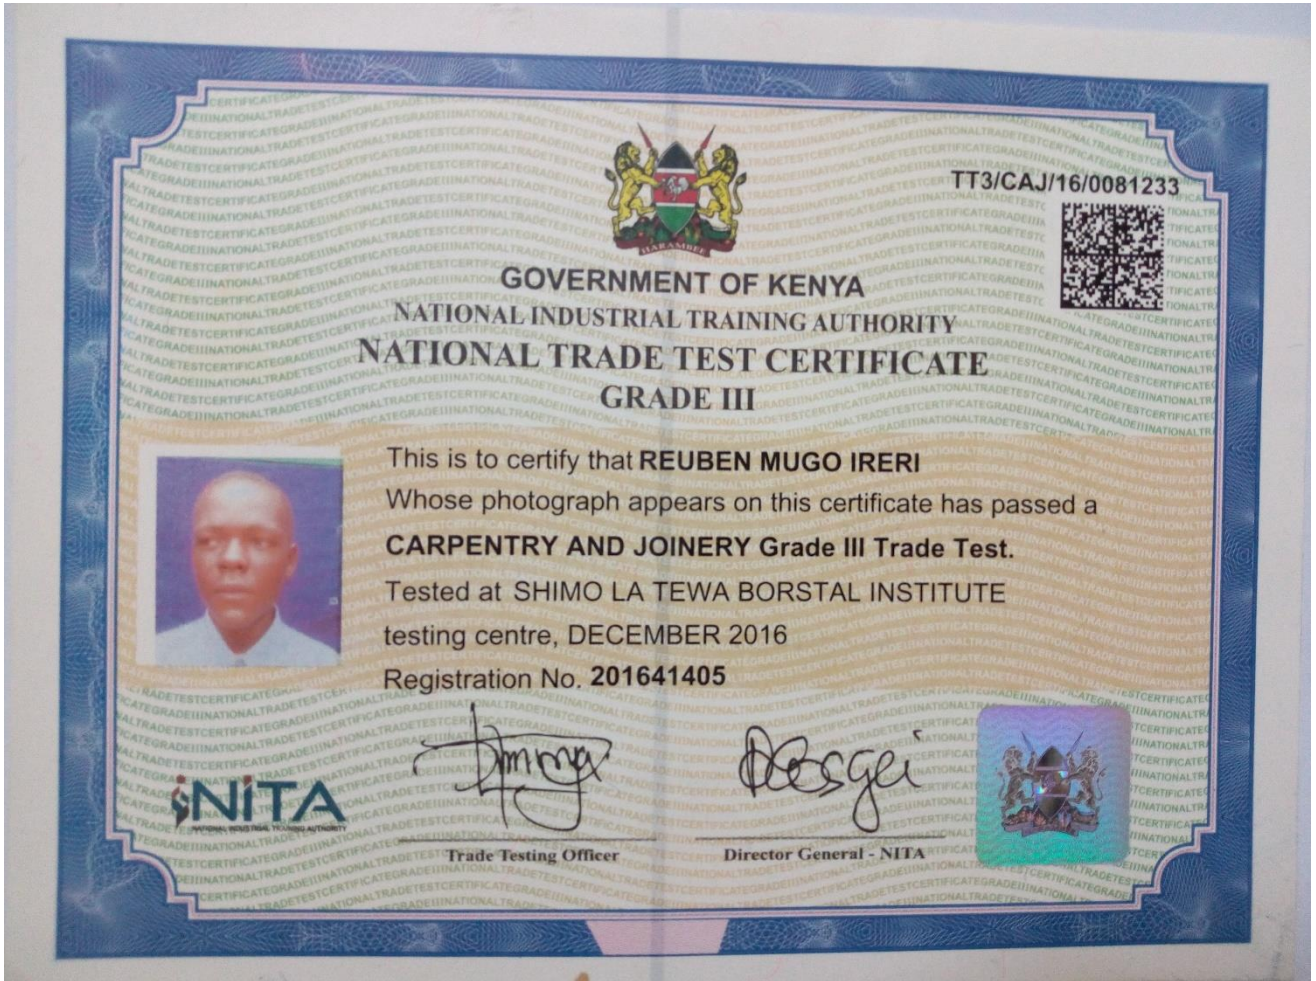 HARAMBEE
TT3/CAJ/16/0081233
GOVERNMENT OF KENYA
NATIONAL INDUSTRIAL TRAINING AUTHORITY
NATIONAL TRADE TEST CERTIFICATE
GRADE III
This is to certify that REUBEN MUGO IRERI
Whose photograph appears on this certificate has passed a
CARPENTRY AND JOINERY Grade III Trade Test.
Tested at SHIMO LA TEWA BORSTAL INSTITUTE
testing centre, DECEMBER 2016
Registration No. 201641405
NITA
NATIONAL INDUSTRIAL TRAINING AUTHORITY
Trade Testing Officer
Director General - NITA